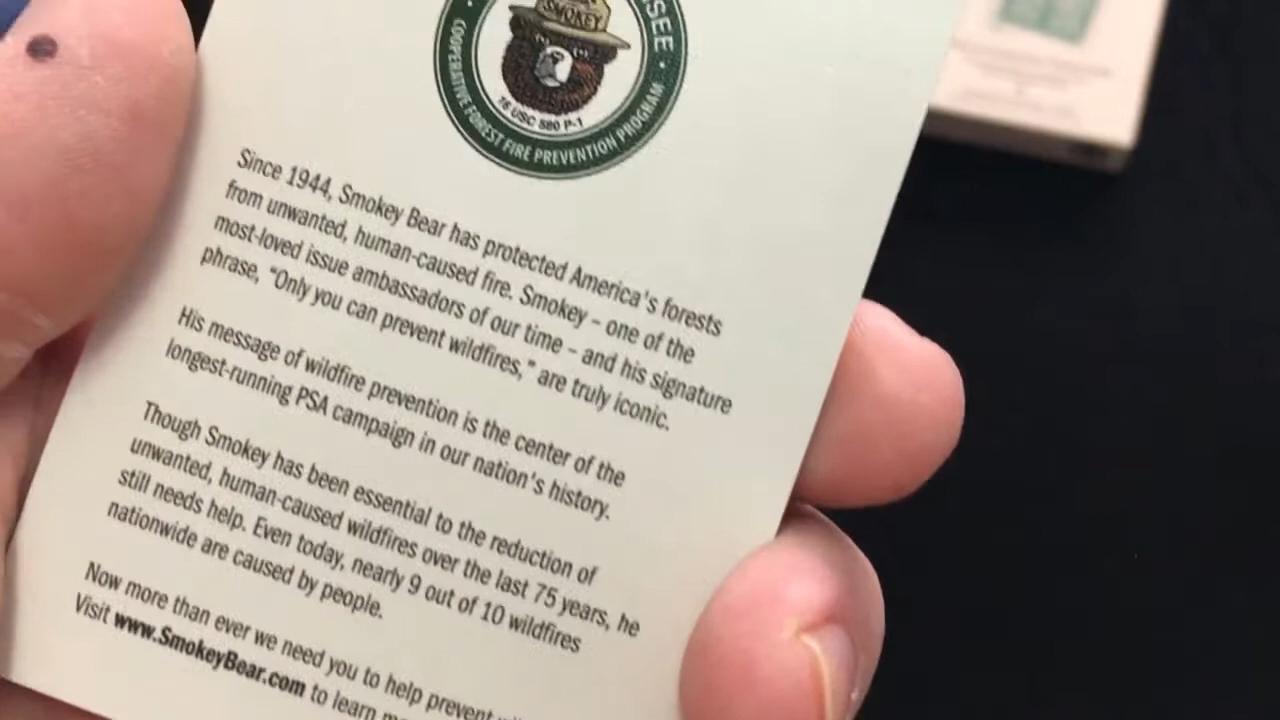 SMOKEY
SEE
COOPERATIVE FOREST FIRE PREVENTION PROGRAM
16 USC 580 P-1
Since 1944, Smokey Bear has protected America's forests
from unwanted, human-caused fire. Smokey – one of the
most-loved issue ambassadors of our time – and his signature
phrase, "Only you can prevent wildfires," are truly iconic.
His message of wildfire prevention is the center of the
longest-running PSA campaign in our nation's history.
Though Smokey has been essential to the reduction of
unwanted, human-caused wildfires over the last 75 years, he
still needs help. Even today, nearly 9 out of 10 wildfires
nationwide are caused by people.
Now more than ever we need you to help prevent
Visit www.SmokeyBear.com to learn